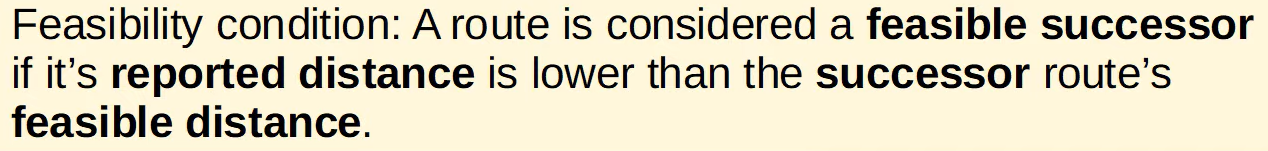 Feasibility condition: A route is considered a feasible successor
if it’s reported distance is lower than the successor route’s
feasible distance.